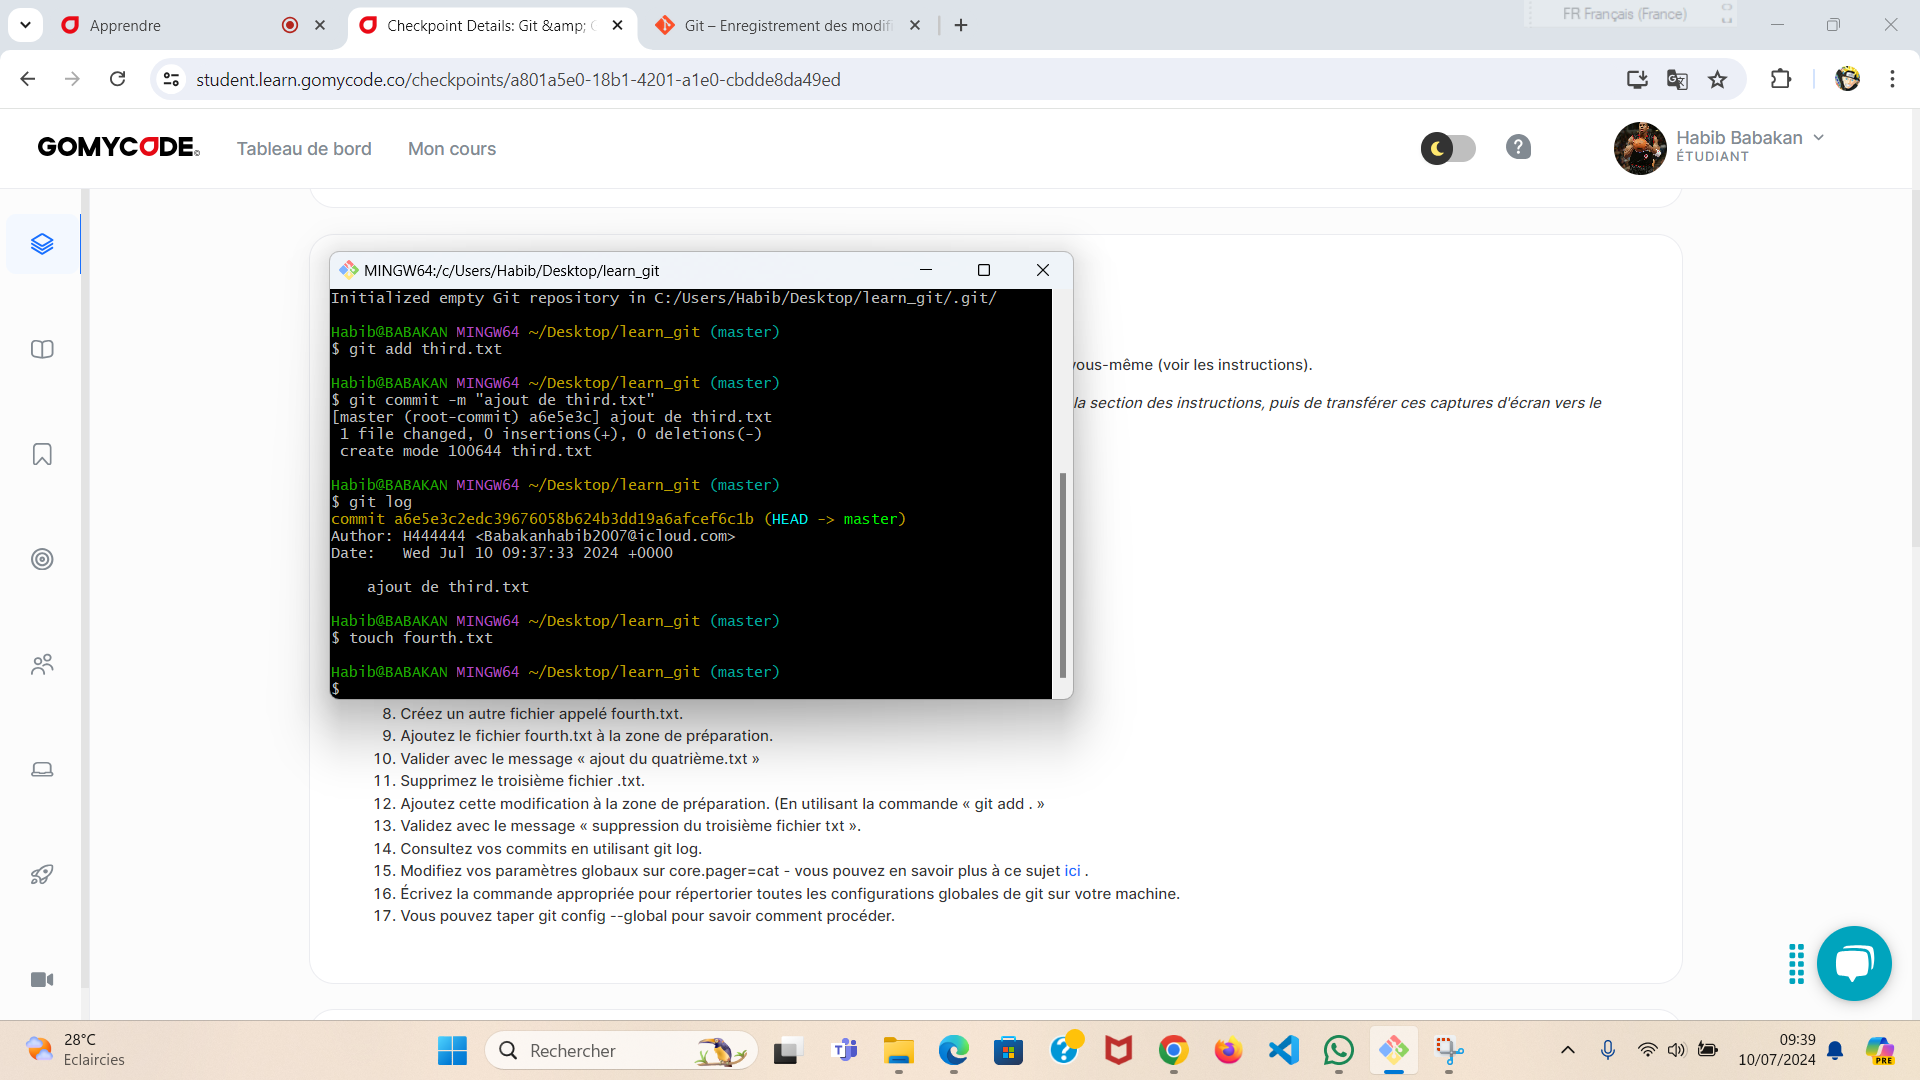 Apprendre
Checkpoint Details: Git &amp;
Git – Enregistrement des modifi
FR Français (France)
student.learn.gomycode.co/checkpoints/a801a5e0-18b1-4201-a1e0-cbdde8da49ed
GOMYCODE
Tableau de bord
Mon cours
Habib Babakan
ÉTUDIANT
MINGW64:/c/Users/Habib/Desktop/learn_git
Initialized empty Git repository in C:/Users/Habib/Desktop/learn_git/.git/
Habib@BABAKAN MINGW64 ~/Desktop/learn_git (master)
$ git add third.txt
Habib@BABAKAN MINGW64 ~/Desktop/learn_git (master)
$ git commit -m "ajout de third.txt"
[master (root-commit) a6e5e3c] ajout de third.txt
1 file changed, 0 insertions(+), 0 deletions(-)
create mode 100644 third.txt
Habib@BABAKAN MINGW64 ~/Desktop/learn_git (master)
$ git log
commit a6e5e3c2edc39676058b624b3dd19a6afcef6c1b (HEAD -> master)
Author: H444444 <Babakanhabib2007@icloud.com>
Date:   Wed Jul 10 09:37:33 2024 +0000
ajout de third.txt
Habib@BABAKAN MINGW64 ~/Desktop/learn_git (master)
$ touch fourth.txt
Habib@BABAKAN MINGW64 ~/Desktop/learn_git (master)
$
vous-même (voir les instructions).
la section des instructions, puis de transférer ces captures d'écran vers le
8. Créez un autre fichier appelé fourth.txt.
9. Ajoutez le fichier fourth.txt à la zone de préparation.
10. Valider avec le message « ajout du quatrième.txt »
11. Supprimez le troisième fichier .txt.
12. Ajoutez cette modification à la zone de préparation. (En utilisant la commande « git add . »
13. Validez avec le message « suppression du troisième fichier txt ».
14. Consultez vos commits en utilisant git log.
15. Modifiez vos paramètres globaux sur core.pager=cat - vous pouvez en savoir plus à ce sujet ici .
16. Écrivez la commande appropriée pour répertorier toutes les configurations globales de git sur votre machine.
17. Vous pouvez taper git config --global pour savoir comment procéder.
28°C
Eclaircies
Rechercher
09:39
10/07/2024
PRE